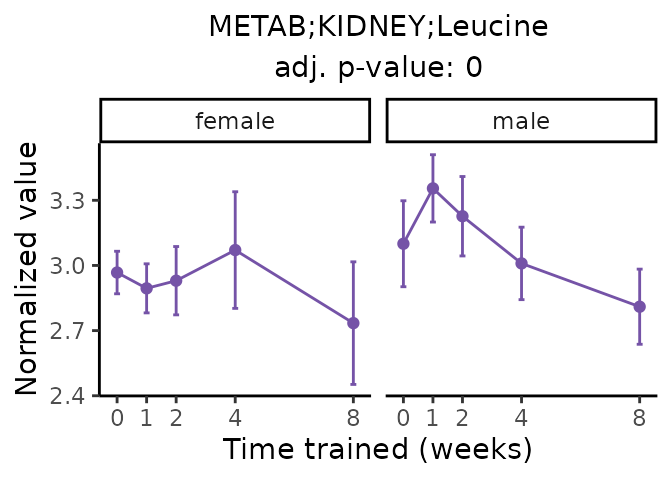 METAB;KIDNEY;Leucine
adj. p-value: 0
female
male
Normalized value
3.3
3.0
2.7
2.4
0 1 2 4 8
0 1 2 4 8
Time trained (weeks)